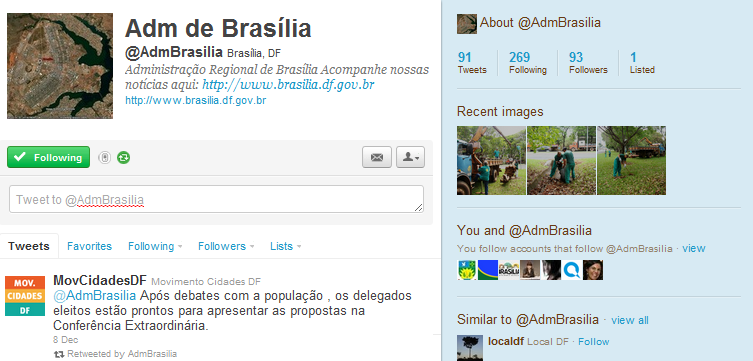 Adm de Brasília
@AdmBrasilia Brasília, DF
Administração Regional de Brasília Acompanhe nossas
notícias aqui: http://www.brasilia.df.gov.br
http://www.brasilia.df.gov.br
Following
Tweet to @AdmBrasilia
Tweets Favorites Following Followers Lists
MOV.
CIDADES
DF
MovCidadesDF Movimento Cidades DF
@AdmBrasilia Após debates com a população , os delegados
eleitos estão prontos para apresentar as propostas na
Conferência Extraordinária.
8 Dec
Retweeted by AdmBrasilia
About @AdmBrasilia
91 269 93 1
Tweets Following Followers Listed
Recent images
You and @AdmBrasilia
You follow accounts that follow @AdmBrasilia · view
BRASILIA
Similar to @AdmBrasilia · view all
localdf Local DF · Follow